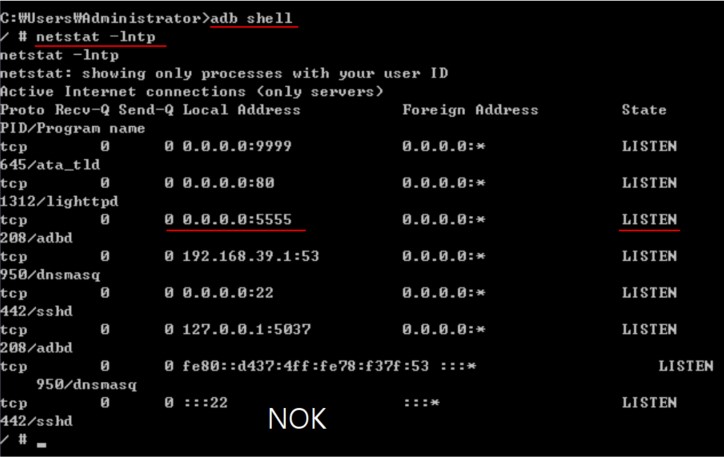 C:₩Users₩Administrator>adb shell
/ # netstat -lntp
netstat -lntp
netstat: showing only processes with your user ID
Active Internet connections (only servers)
Proto Recv-Q Send-Q Local Address Foreign Address State
PID/Program name
tcp 0 0 0.0.0.0:9999 0.0.0.0:* LISTEN
645/ata_tld
tcp 0 0 0.0.0.0:80 0.0.0.0:* LISTEN
1312/lighttpd
tcp 0 0 0.0.0.0:5555 0.0.0.0:* LISTEN
208/adbd
tcp 0 0 192.168.39.1:53 0.0.0.0:* LISTEN
950/dnsmasq
tcp 0 0 0.0.0.0:22 0.0.0.0:* LISTEN
442/sshd
tcp 0 0 127.0.0.1:5037 0.0.0.0:* LISTEN
208/adbd
tcp 0 0 fe80::d437:4ff:fe78:f37f:53 :::* LISTEN
950/dnsmasq
tcp 0 0 :::22 :::* LISTEN
442/sshd
NOK
/ # _